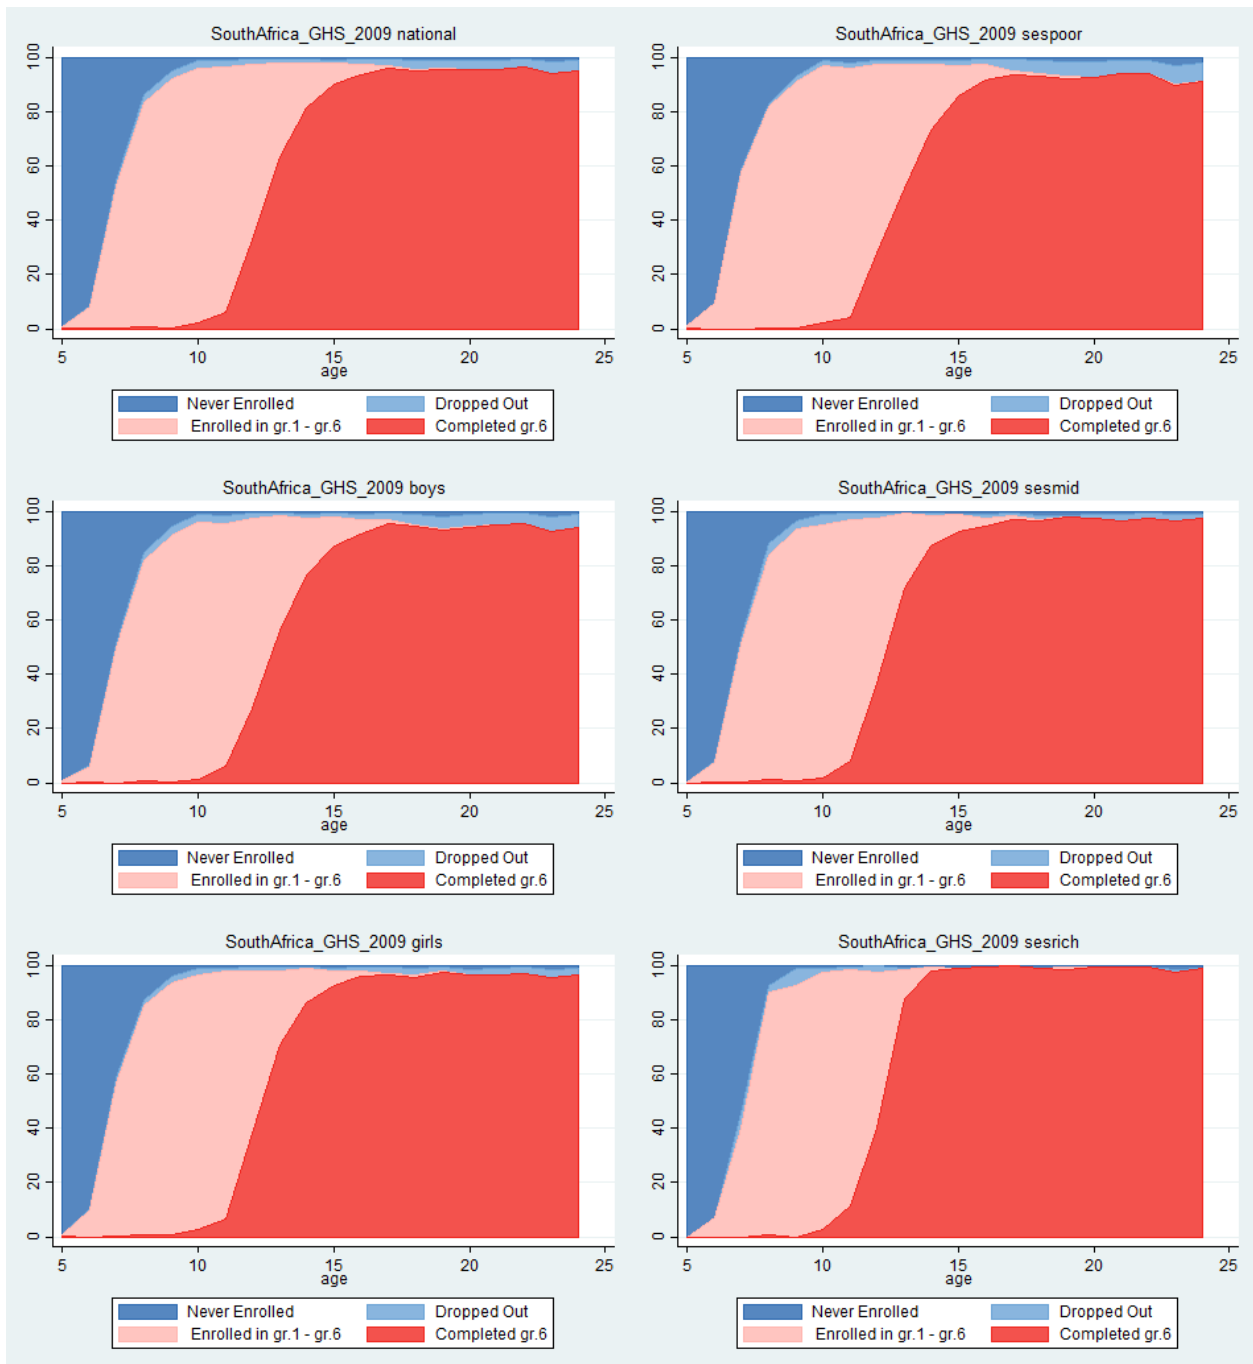 SouthAfrica_GHS_2009 national
100
80
60
40
20
0
5 10 15 20 25
age
Never Enrolled Dropped Out
Enrolled in gr.1 - gr.6 Completed gr.6
SouthAfrica_GHS_2009 sespoor
100
80
60
40
20
0
5 10 15 20 25
age
Never Enrolled Dropped Out
Enrolled in gr.1 - gr.6 Completed gr.6
SouthAfrica_GHS_2009 boys
100
80
60
40
20
0
5 10 15 20 25
age
Never Enrolled Dropped Out
Enrolled in gr.1 - gr.6 Completed gr.6
SouthAfrica_GHS_2009 sesmid
100
80
60
40
20
0
5 10 15 20 25
age
Never Enrolled Dropped Out
Enrolled in gr.1 - gr.6 Completed gr.6
SouthAfrica_GHS_2009 girls
100
80
60
40
20
0
5 10 15 20 25
age
Never Enrolled Dropped Out
Enrolled in gr.1 - gr.6 Completed gr.6
SouthAfrica_GHS_2009 sesrich
100
80
60
40
20
0
5 10 15 20 25
age
Never Enrolled Dropped Out
Enrolled in gr.1 - gr.6 Completed gr.6